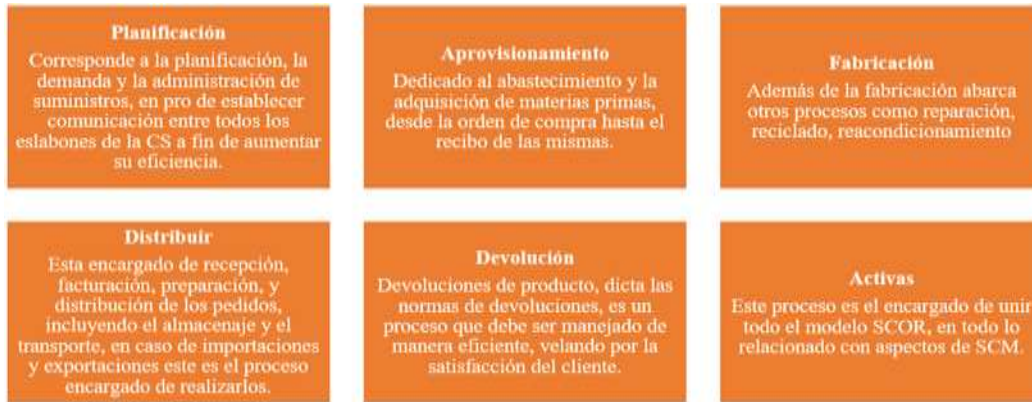 Planificación
Corresponde a la planificación, la
demanda y la administración de
suministros, en pro de establecer
comunicación entre todos los
eslabones de la CS a fin de aumentar
su eficiencia.
Aprovisionamiento
Dedicado al abastecimiento y la
adquisición de materias primas,
desde la orden de compra hasta el
recibo de las mismas.
Fabricación
Además de la fabricación abarca
otros procesos como reparación,
reciclado, reacondicionamiento
Distribuir
Esta encargado de recepción,
facturación, preparación, y
distribución de los pedidos,
incluyendo el almacenaje y el
transporte, en caso de importaciones
y exportaciones este es el proceso
encargado de realizarlos.
Devolución
Devoluciones de producto, dicta las
normas de devoluciones, es un
proceso que debe ser manejado de
manera eficiente, velando por la
satisfacción del cliente.
Activas
Este proceso es el encargado de unir
todo el modelo SCOR, en todo lo
relacionado con aspectos de SCM.